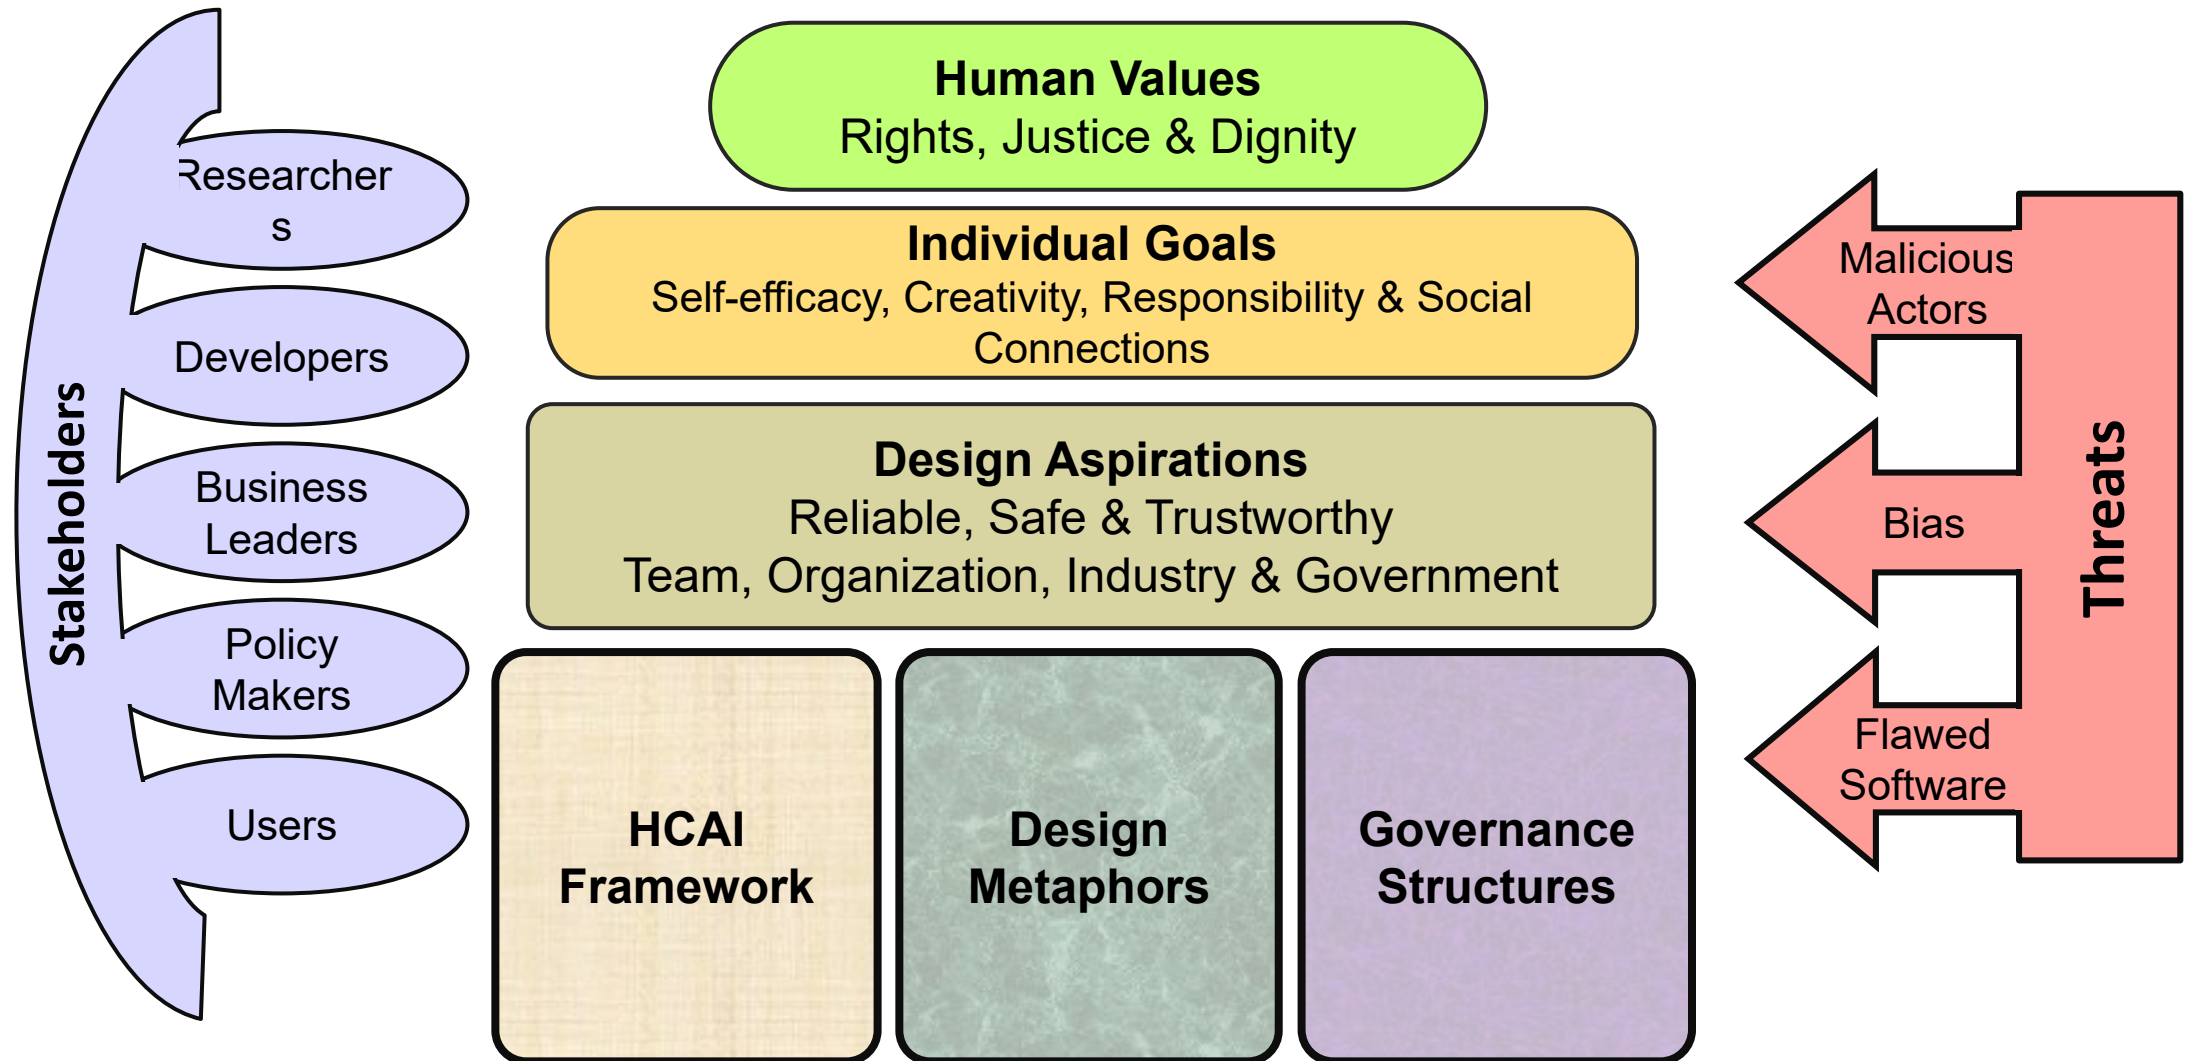 Stakeholders
Researcher
s
Developers
Business
Leaders
Policy
Makers
Users
Human Values
Rights, Justice & Dignity
Individual Goals
Self-efficacy, Creativity, Responsibility & Social
Connections
Design Aspirations
Reliable, Safe & Trustworthy
Team, Organization, Industry & Government
HCAI
Framework
Design
Metaphors
Governance
Structures
Malicious
Actors
Bias
Flawed
Software
Threats